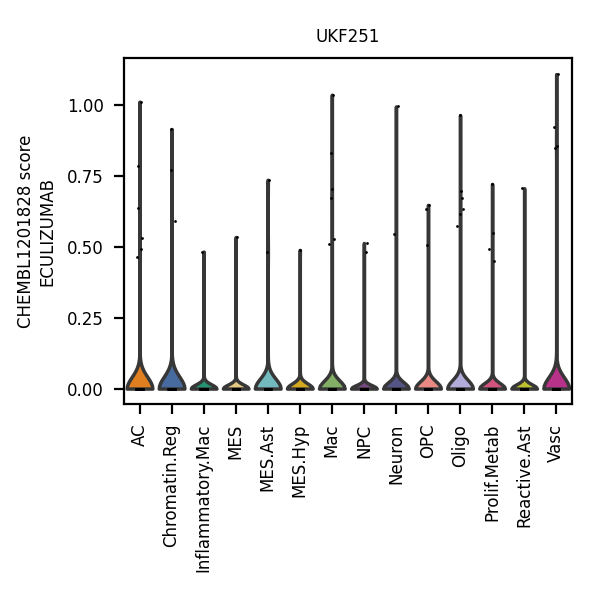 UKF251
CHEMBL1201828 score
ECULIZUMAB
1.00
0.75
0.50
0.25
0.00
AC
Chromatin.Reg
Inflammatory.Mac
MES
MES.Ast
MES.Hyp
Mac
NPC
Neuron
OPC
Oligo
Prolif.Metab
Reactive.Ast
Vasc